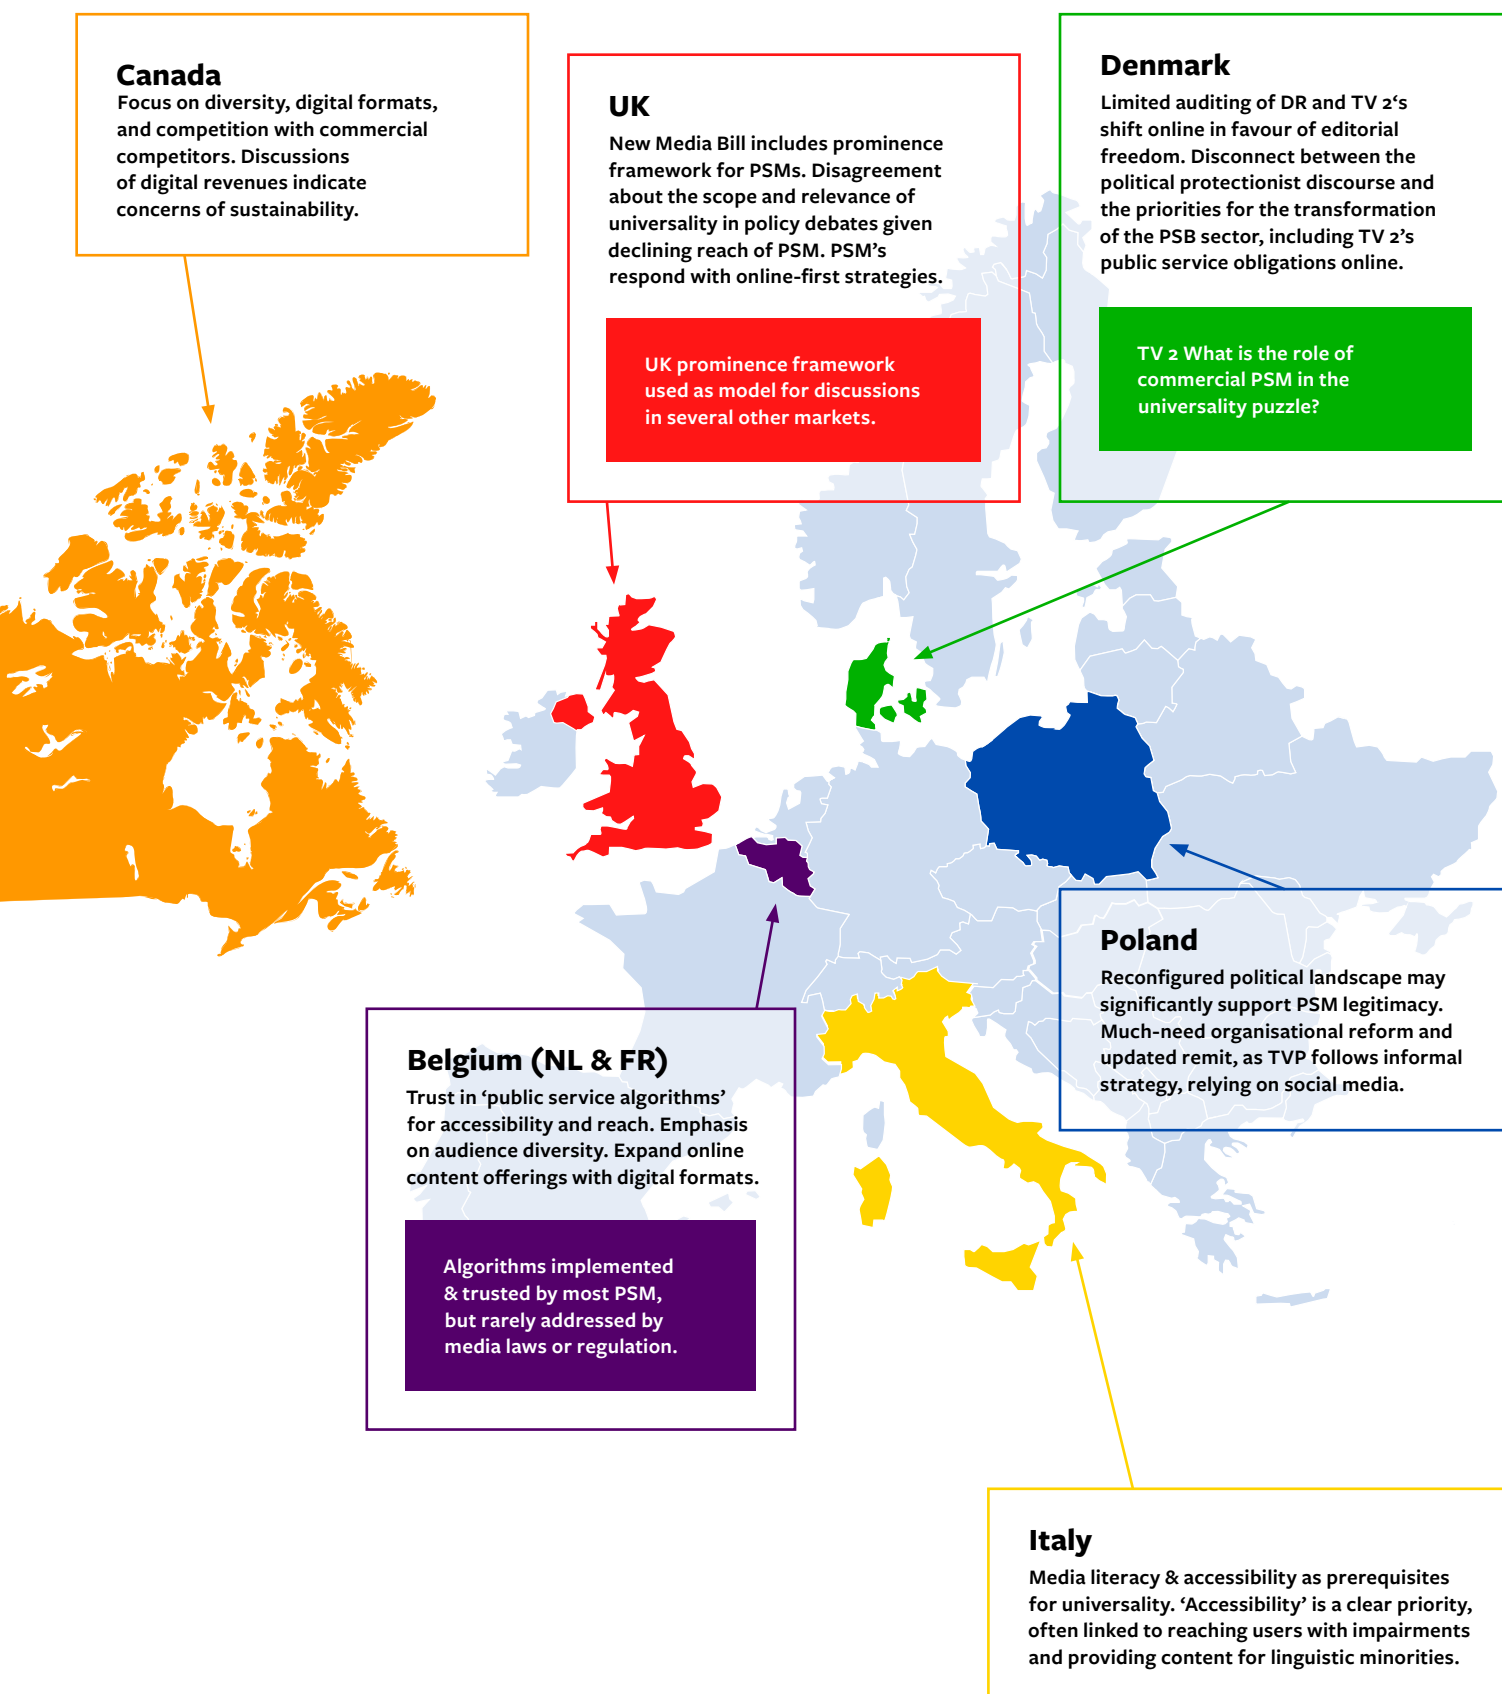 Canada
Focus on diversity, digital formats,
and competition with commercial
competitors. Discussions
of digital revenues indicate
concerns of sustainability.
UK
New Media Bill includes prominence
framework for PSMs. Disagreement
about the scope and relevance of
universality in policy debates given
declining reach of PSM. PSM’s
respond with online-first strategies.
UK prominence framework
used as model for discussions
in several other markets.
Denmark
Limited auditing of DR and TV 2‘s
shift online in favour of editorial
freedom. Disconnect between the
political protectionist discourse and
the priorities for the transformation
of the PSB sector, including TV 2’s
public service obligations online.
TV 2 What is the role of
commercial PSM in the
universality puzzle?
Poland
Reconfigured political landscape may
significantly support PSM legitimacy.
Much-need organisational reform and
updated remit, as TVP follows informal
strategy, relying on social media.
Belgium (NL & FR)
Trust in ‘public service algorithms’
for accessibility and reach. Emphasis
on audience diversity. Expand online
content offerings with digital formats.
Algorithms implemented
& trusted by most PSM,
but rarely addressed by
media laws or regulation.
Italy
Media literacy & accessibility as prerequisites
for universality. ‘Accessibility’ is a clear priority,
often linked to reaching users with impairments
and providing content for linguistic minorities.